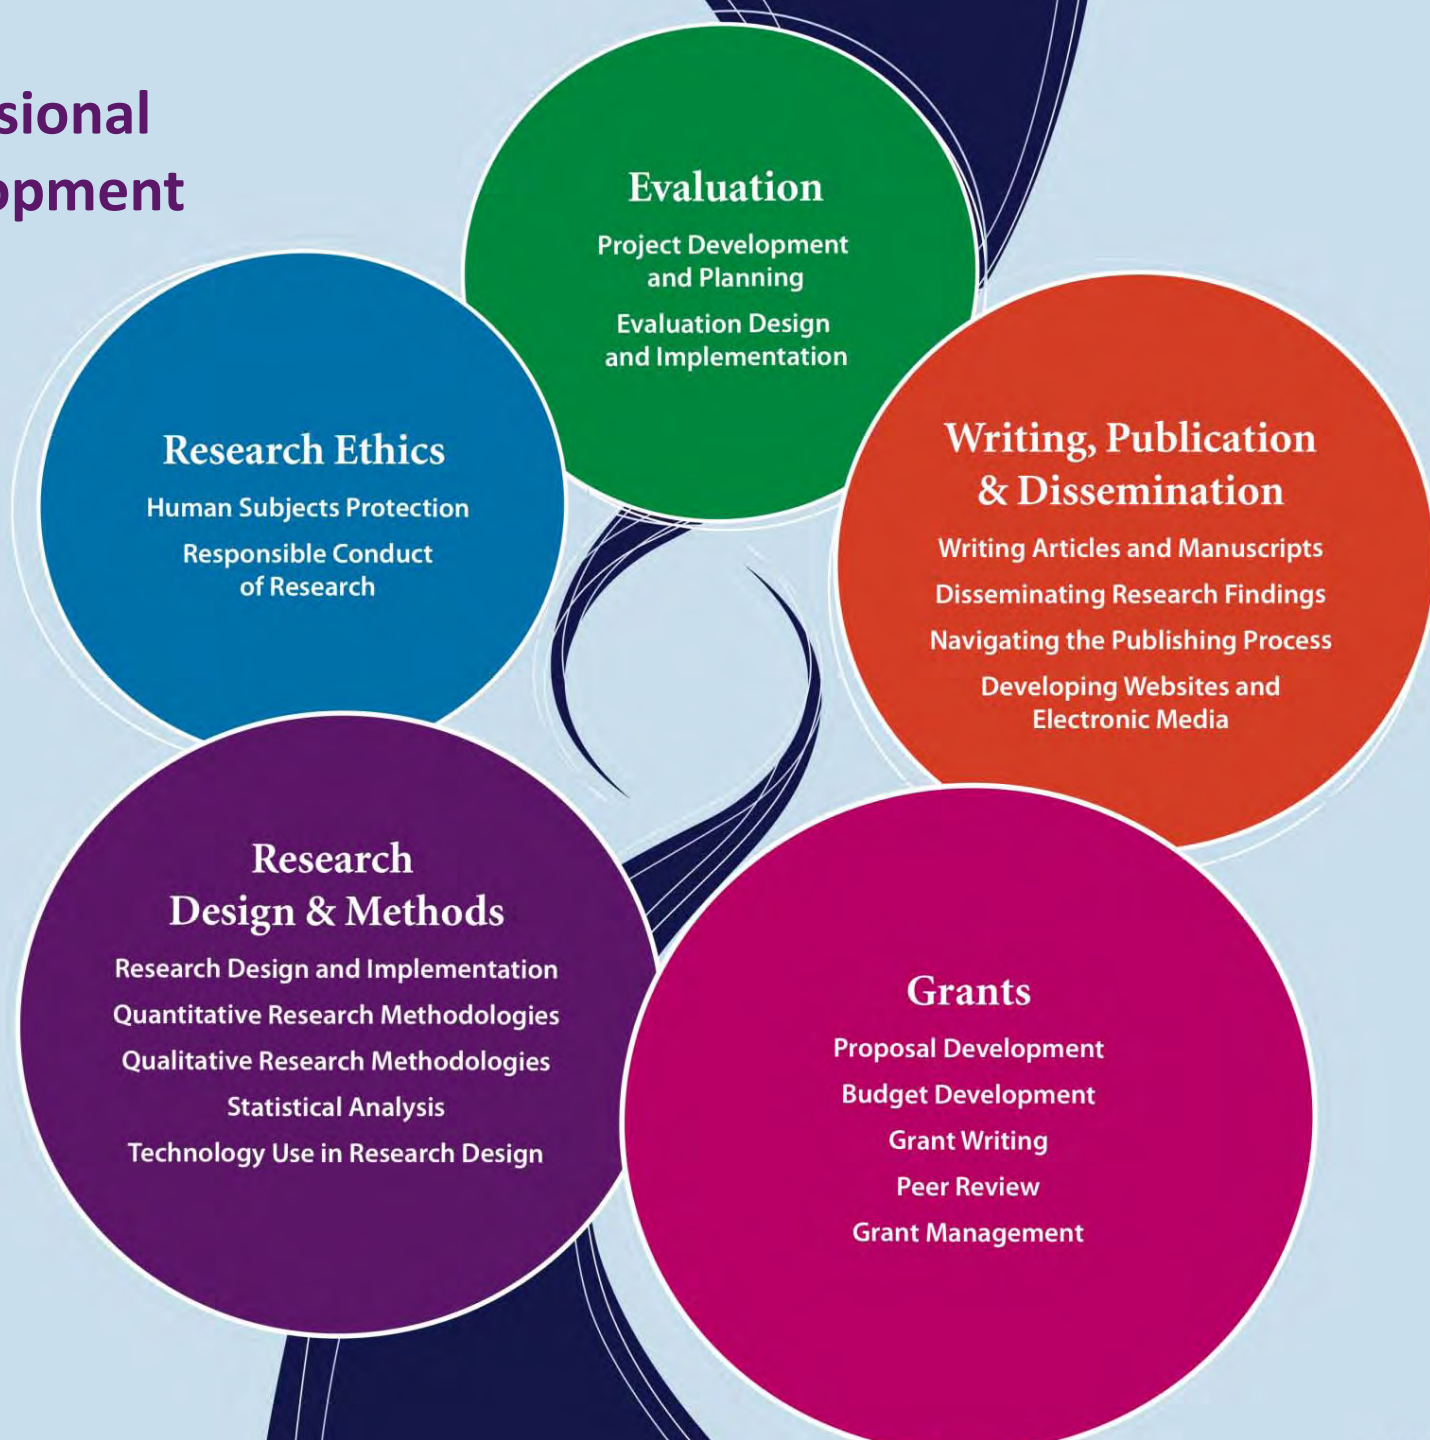 sional
opment
Evaluation
Project Development
and Planning
Evaluation Design
and Implementation
Research Ethics
Human Subjects Protection
Responsible Conduct
of Research
Writing, Publication
& Dissemination
Writing Articles and Manuscripts
Disseminating Research Findings
Navigating the Publishing Process
Developing Websites and
Electronic Media
Research
Design & Methods
Research Design and Implementation
Quantitative Research Methodologies
Qualitative Research Methodologies
Statistical Analysis
Technology Use in Research Design
Grants
Proposal Development
Budget Development
Grant Writing
Peer Review
Grant Management